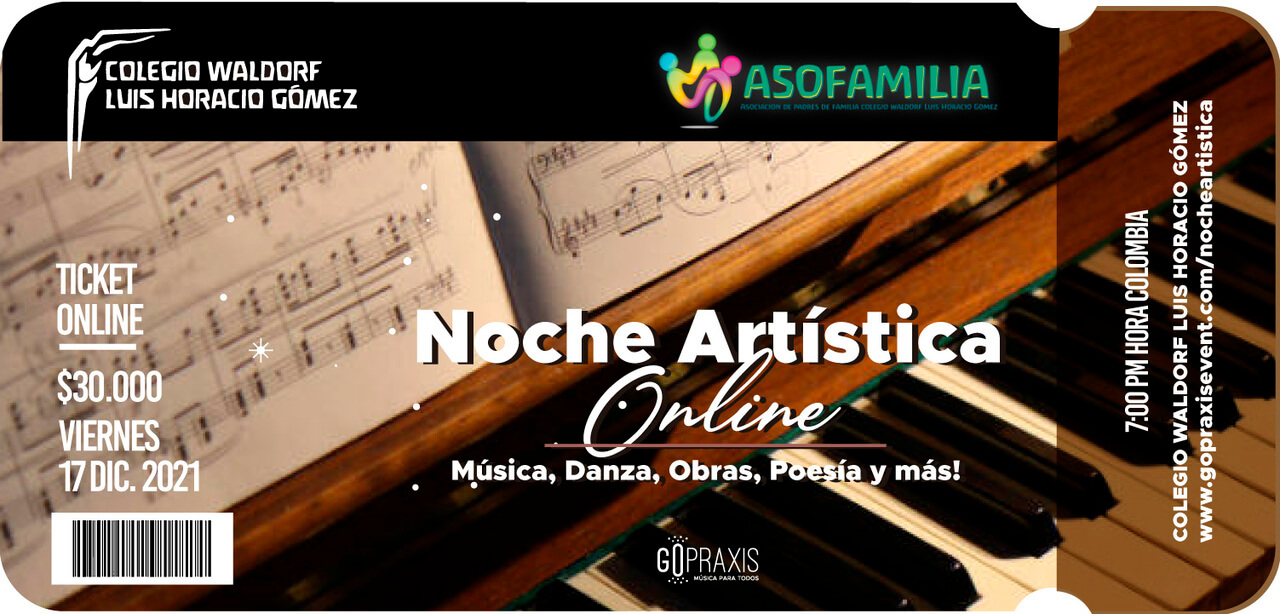 COLEGIO WALDORF
LUIS HORACIO GÓMEZ
ASOFAMILIA
ASOCIACION DE PADRES DE FAMILIA COLEGIO WALDORF LUIS HORACIO GOMEZ
TICKET
ONLINE
$30.000
VIERNES
17 DIC. 2021
Noche Artística
Online
Música, Danza, Obras, Poesía y más!
GOPRAXIS
MÚSICA PARA TODOS
7:00 PM HORA COLOMBIA
COLEGIO WALDORF LUIS HORACIO GÓMEZ
www.gopraxisevent.com/nocheartistica